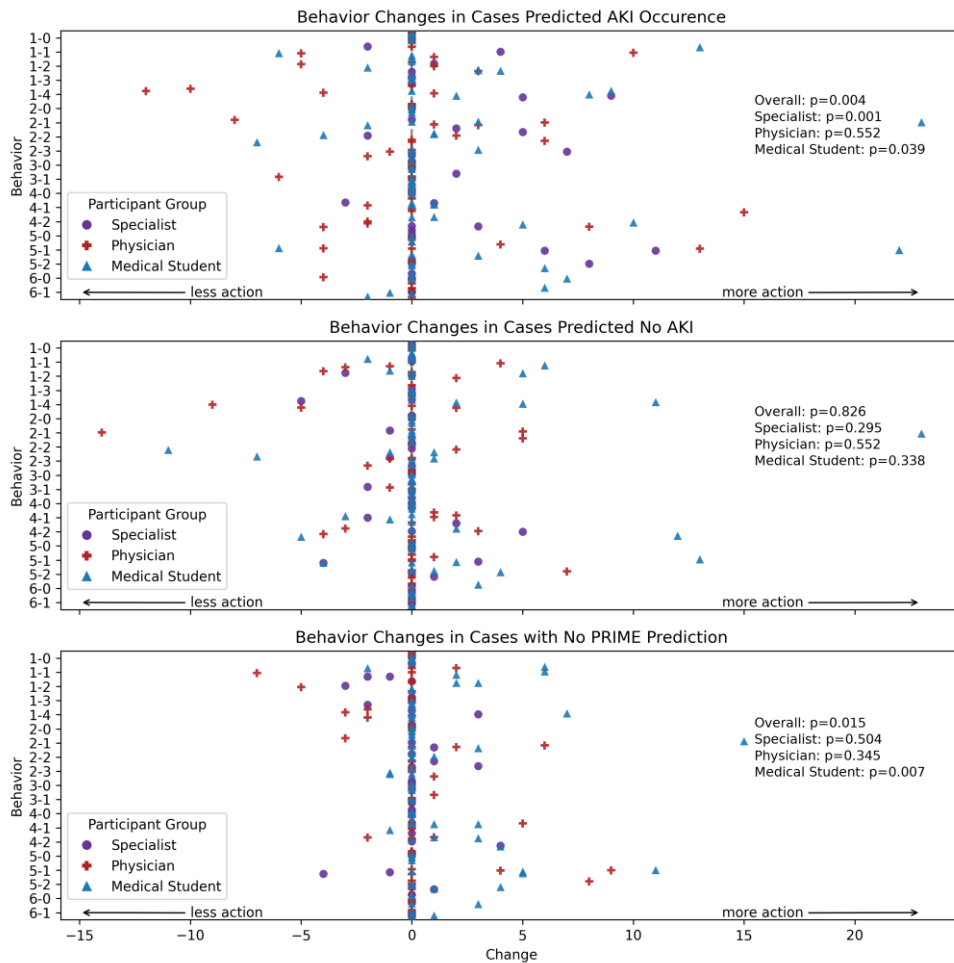 Behavior Changes in Cases Predicted AKI Occurence
Behavior
1-0
1-1
1-2
1-3
1-4
2-0
2-1
2-2
2-3
3-0
3-1
4-0
4-1
4-2
5-0
5-1
5-2
6-0
6-1
Overall: p=0.004
Specialist: p=0.001
Physician: p=0.552
Medical Student: p=0.039
Participant Group
Specialist
Physician
Medical Student
less action
more action
Behavior Changes in Cases Predicted No AKI
Behavior
1-0
1-1
1-2
1-3
1-4
2-0
2-1
2-2
2-3
3-0
3-1
4-0
4-1
4-2
5-0
5-1
5-2
6-0
6-1
Overall: p=0.826
Specialist: p=0.295
Physician: p=0.552
Medical Student: p=0.338
Participant Group
Specialist
Physician
Medical Student
less action
more action
Behavior Changes in Cases with No PRIME Prediction
Behavior
1-0
1-1
1-2
1-3
1-4
2-0
2-1
2-2
2-3
3-0
3-1
4-0
4-1
4-2
5-0
5-1
5-2
6-0
6-1
Overall: p=0.015
Specialist: p=0.504
Physician: p=0.345
Medical Student: p=0.007
Participant Group
Specialist
Physician
Medical Student
less action
more action
−15 −10 −5 0 5 10 15 20
Change